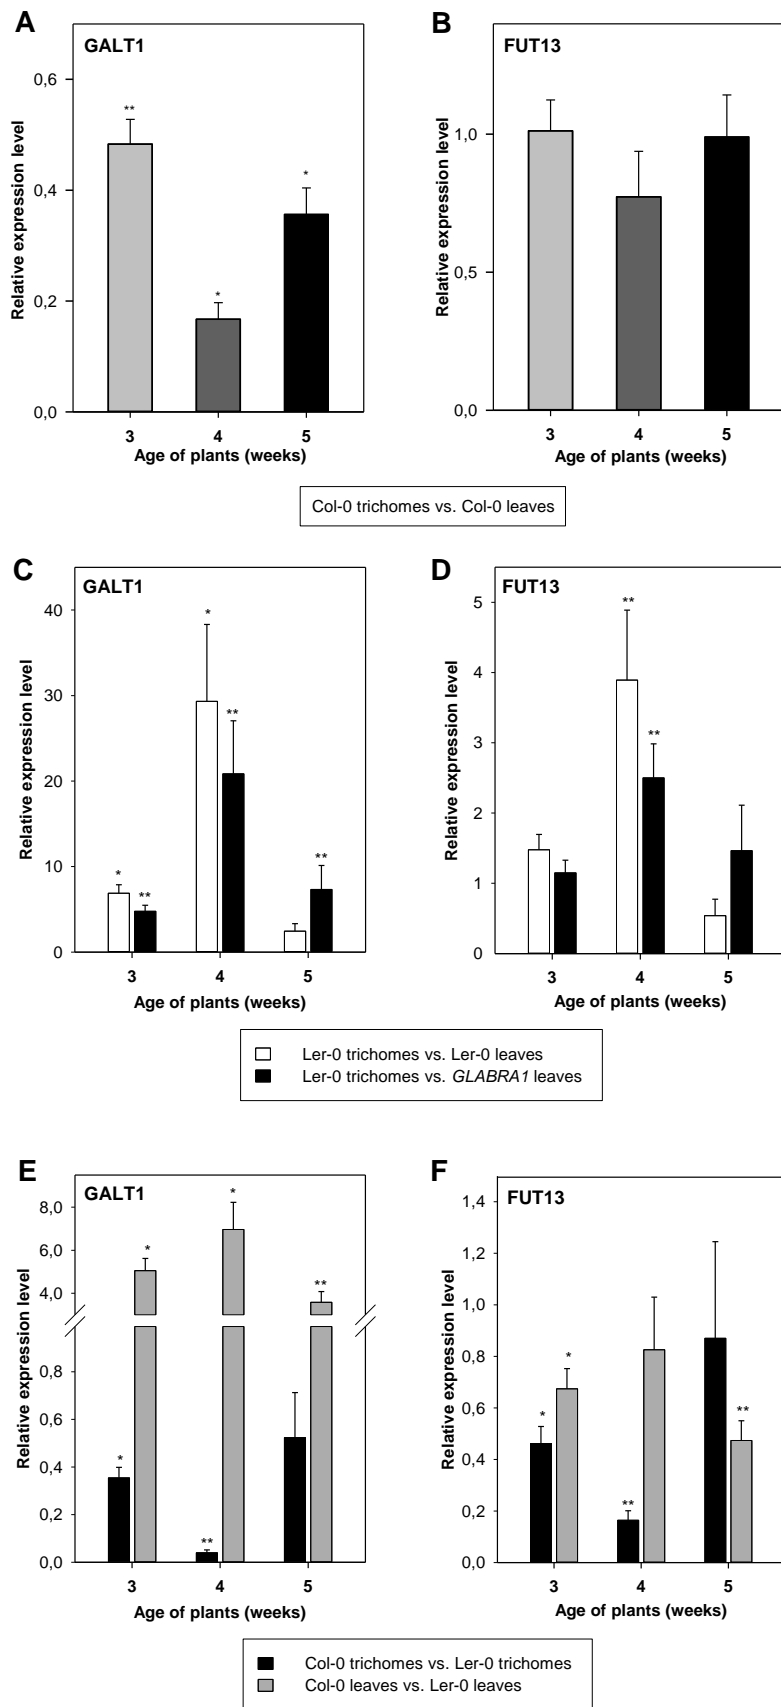 A
GALT1
Relative expression level
0,6
0,4
0,2
0,0
**
*
*
3 4 5
Age of plants (weeks)
B
FUT13
Relative expression level
1,0
0,5
0,0
3 4 5
Age of plants (weeks)
Col-0 trichomes vs. Col-0 leaves
C
GALT1
Relative expression level
40
30
20
10
0
*
**
*
**
**
3 4 5
Age of plants (weeks)
D
FUT13
Relative expression level
5
4
3
2
1
0
**
**
3 4 5
Age of plants (weeks)
Ler-0 trichomes vs. Ler-0 leaves
Ler-0 trichomes vs. GLABRA1 leaves
E
GALT1
Relative expression level
8,0
6,0
4,0
0,8
0,6
0,4
0,2
0,0
*
*
**
*
**
3 4 5
Age of plants (weeks)
F
FUT13
Relative expression level
1,4
1,2
1,0
0,8
0,6
0,4
0,2
0,0
*
*
**
**
3 4 5
Age of plants (weeks)
Col-0 trichomes vs. Ler-0 trichomes
Col-0 leaves vs. Ler-0 leaves